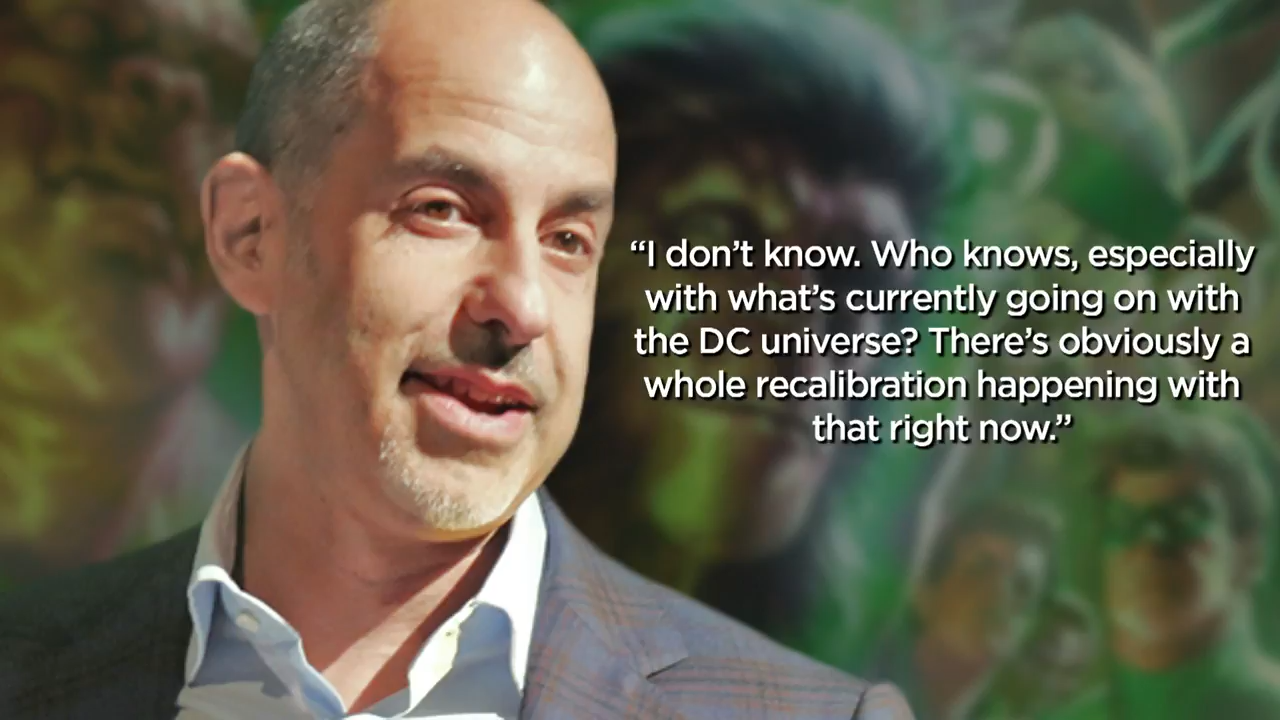 “I don’t know. Who knows, especially
with what’s currently going on with
the DC universe? There’s obviously a
whole recalibration happening with
that right now.”